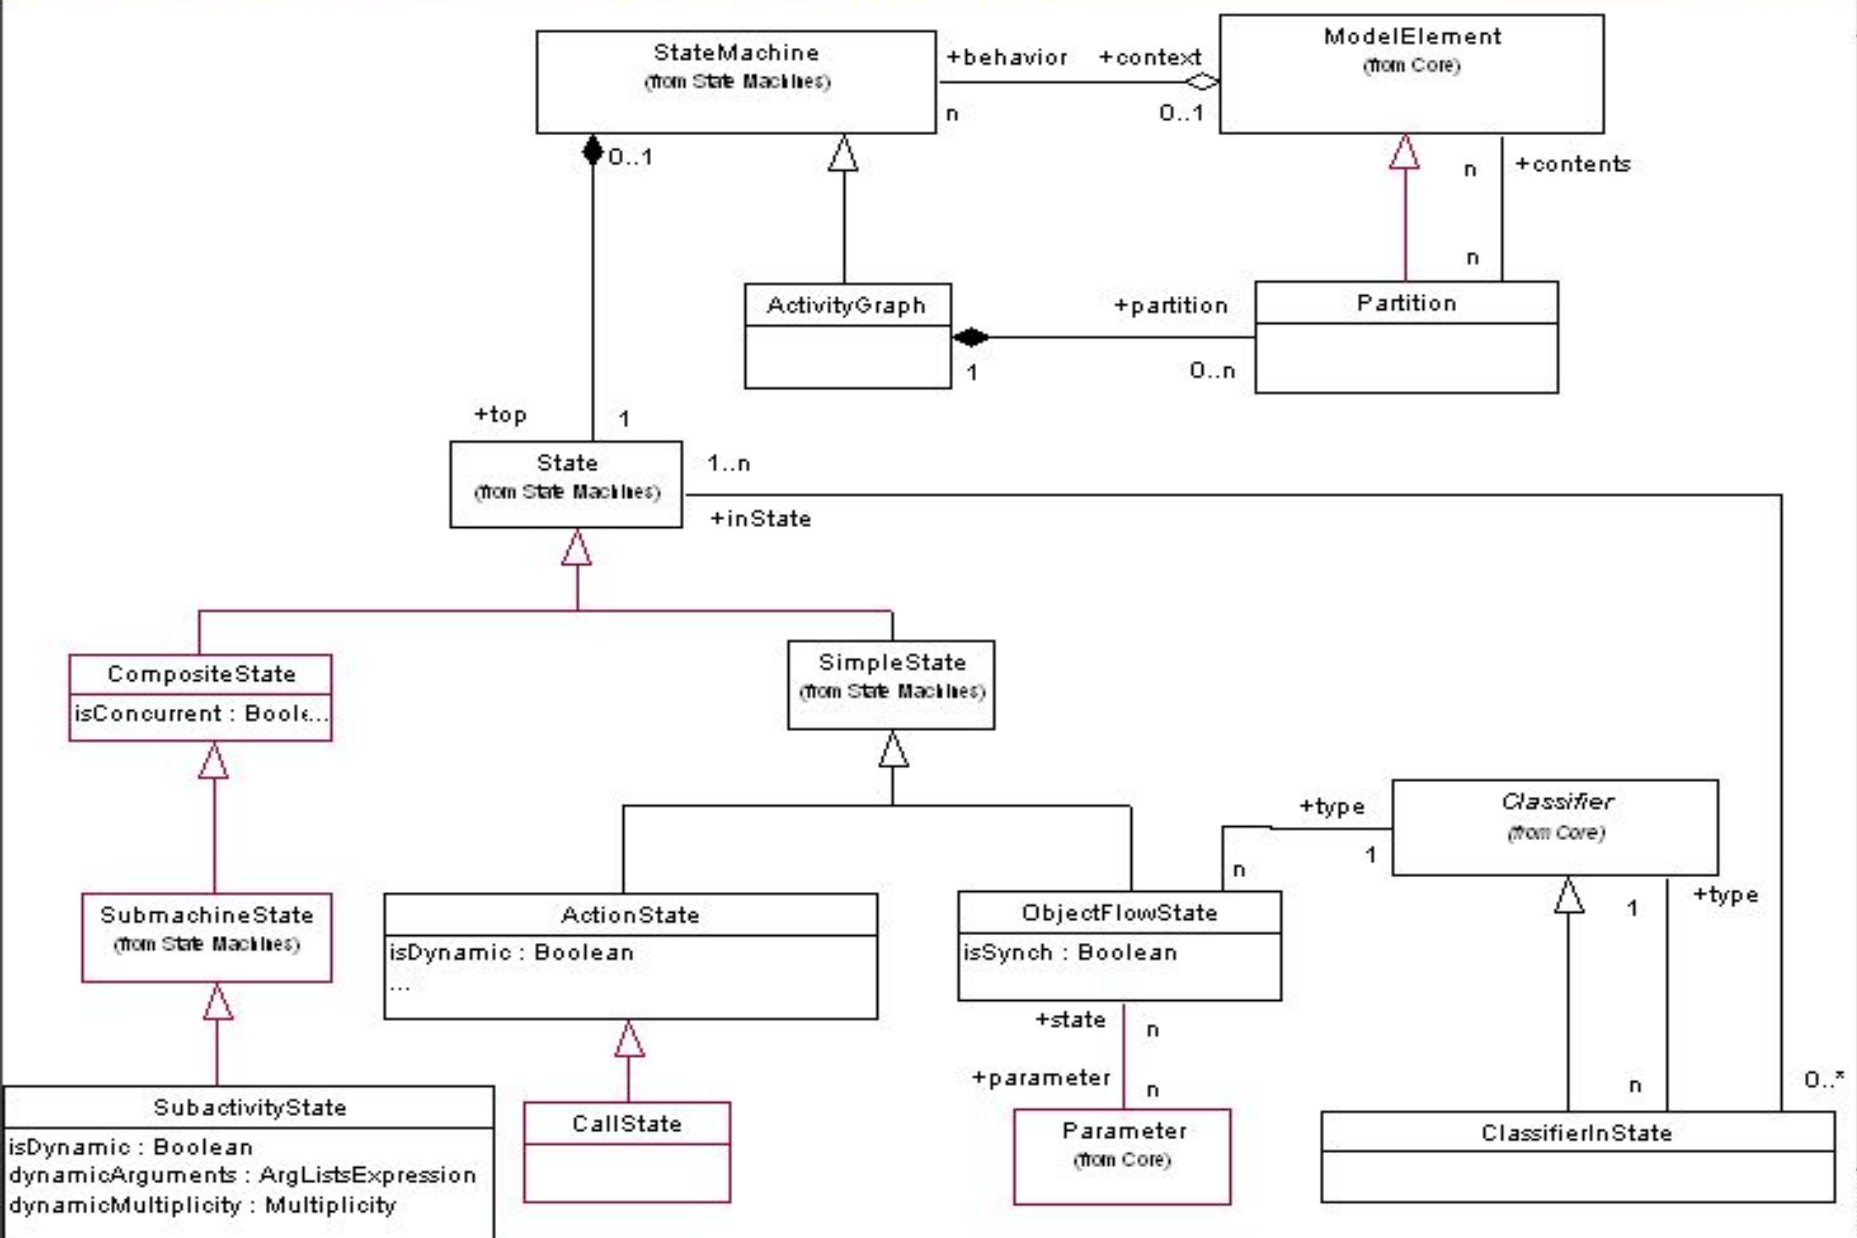 StateMachine
(from State Machines)
+behavior
+context
n
0..1
ModelElement
(from Core)
0..1
n
+contents
n
ActivityGraph
+partition
1
0..n
Partition
+top
1
State
(from State Machines)
1..n
+inState
CompositeState
isConcurrent : Boole...
SimpleState
(from State Machines)
+type
1
n
Classifier
(from Core)
1
+type
SubmachineState
(from State Machines)
ActionState
isDynamic : Boolean
...
ObjectFlowState
isSynch : Boolean
+state
n
+parameter
n
n
0..*
SubactivityState
isDynamic : Boolean
dynamicArguments : ArgListsExpression
dynamicMultiplicity : Multiplicity
CallState
Parameter
(from Core)
ClassifierInState